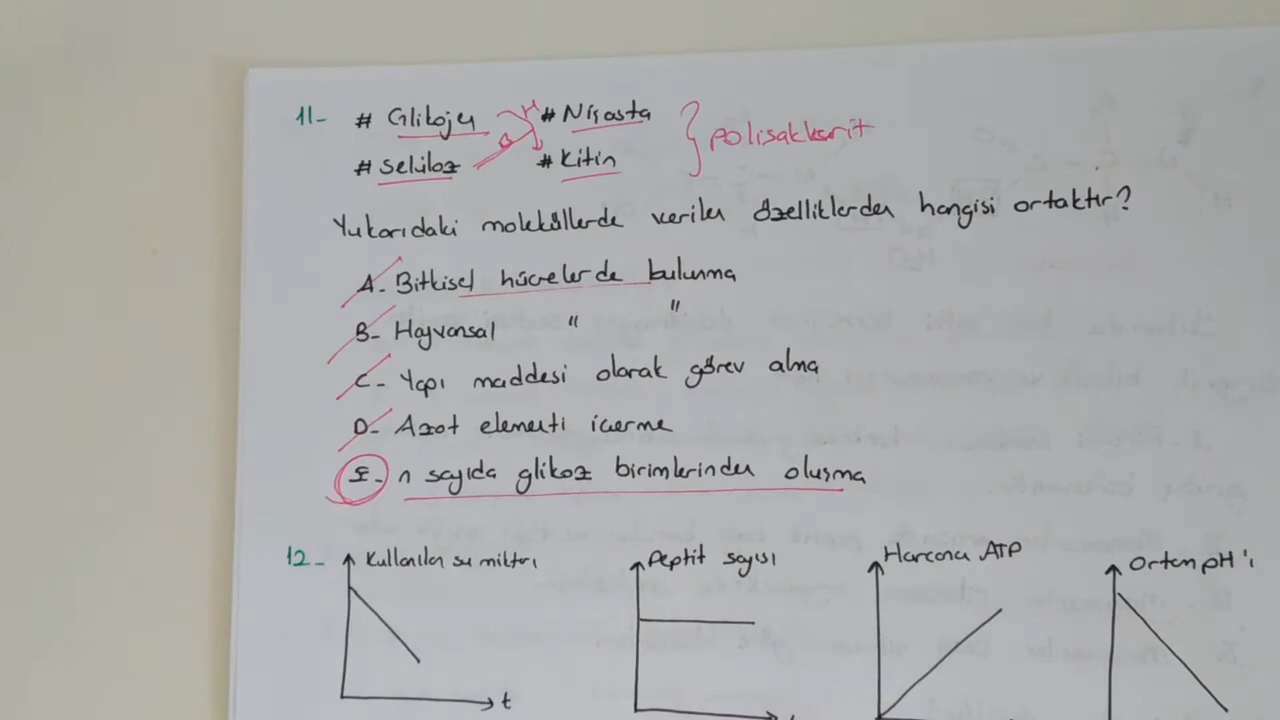 11- # Glikojen # Nişasta
# Selüloz # Kitin
polisakkarit
Yukarıdaki moleküllerde verilen özelliklerden hangisi ortaktır?
A- Bitkisel hücrelerde bulunma
B- Hayvansal " "
C- Yapı maddesi olarak görev alma
D- Azot elementi içerme
E- n sayıda glikoz birimlerinden oluşma
12- Kullanılan su miktarı
Peptit sayısı
Harcanan ATP
Ortam pH'ı
t